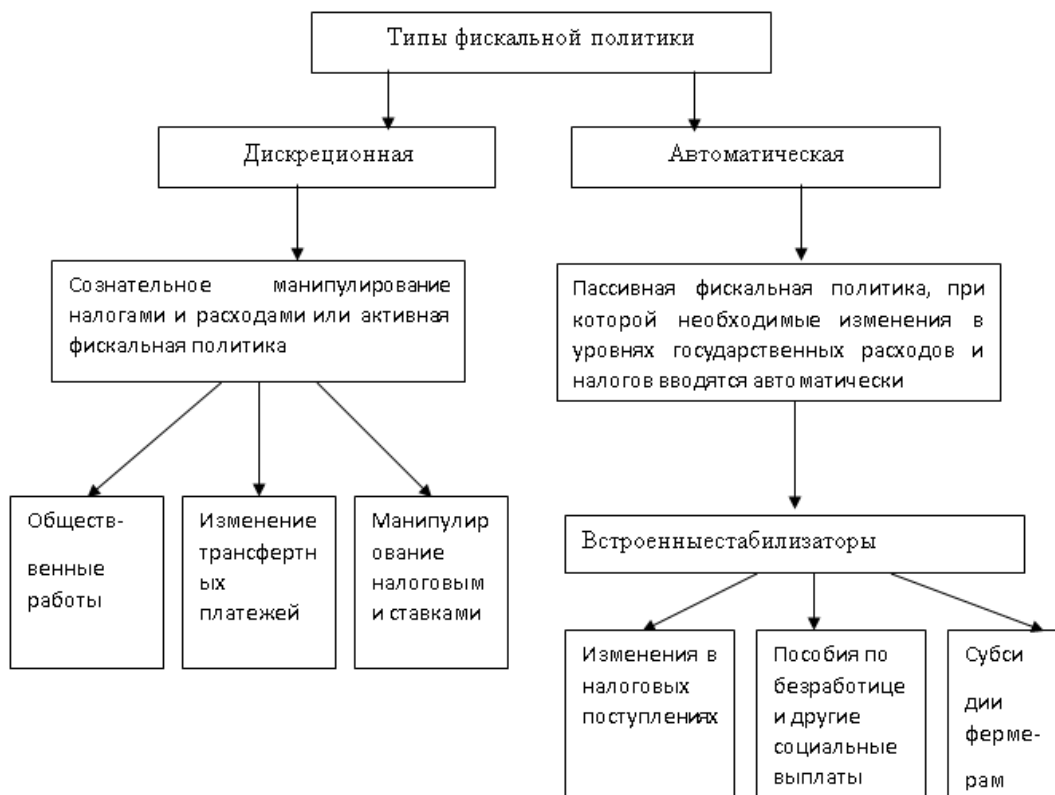 Типы фискальной политики
Дискреционная
Автоматическая
Сознательное манипулирование
налогами и расходами или активная
фискальная политика
Пассивная фискальная политика, при
которой необходимые изменения в
уровнях государственных расходов и
налогов вводятся автоматически
Обществ-
венные
работы
Изменение
трансфертн
ых
платежей
Манипулир
ование
налоговым
и ставками
Встроенныестабилизаторы
Изменения в
налоговых
поступлениях
Пособия по
безработице
и другие
социальные
выплаты
Субси
дии
ферме-
рам